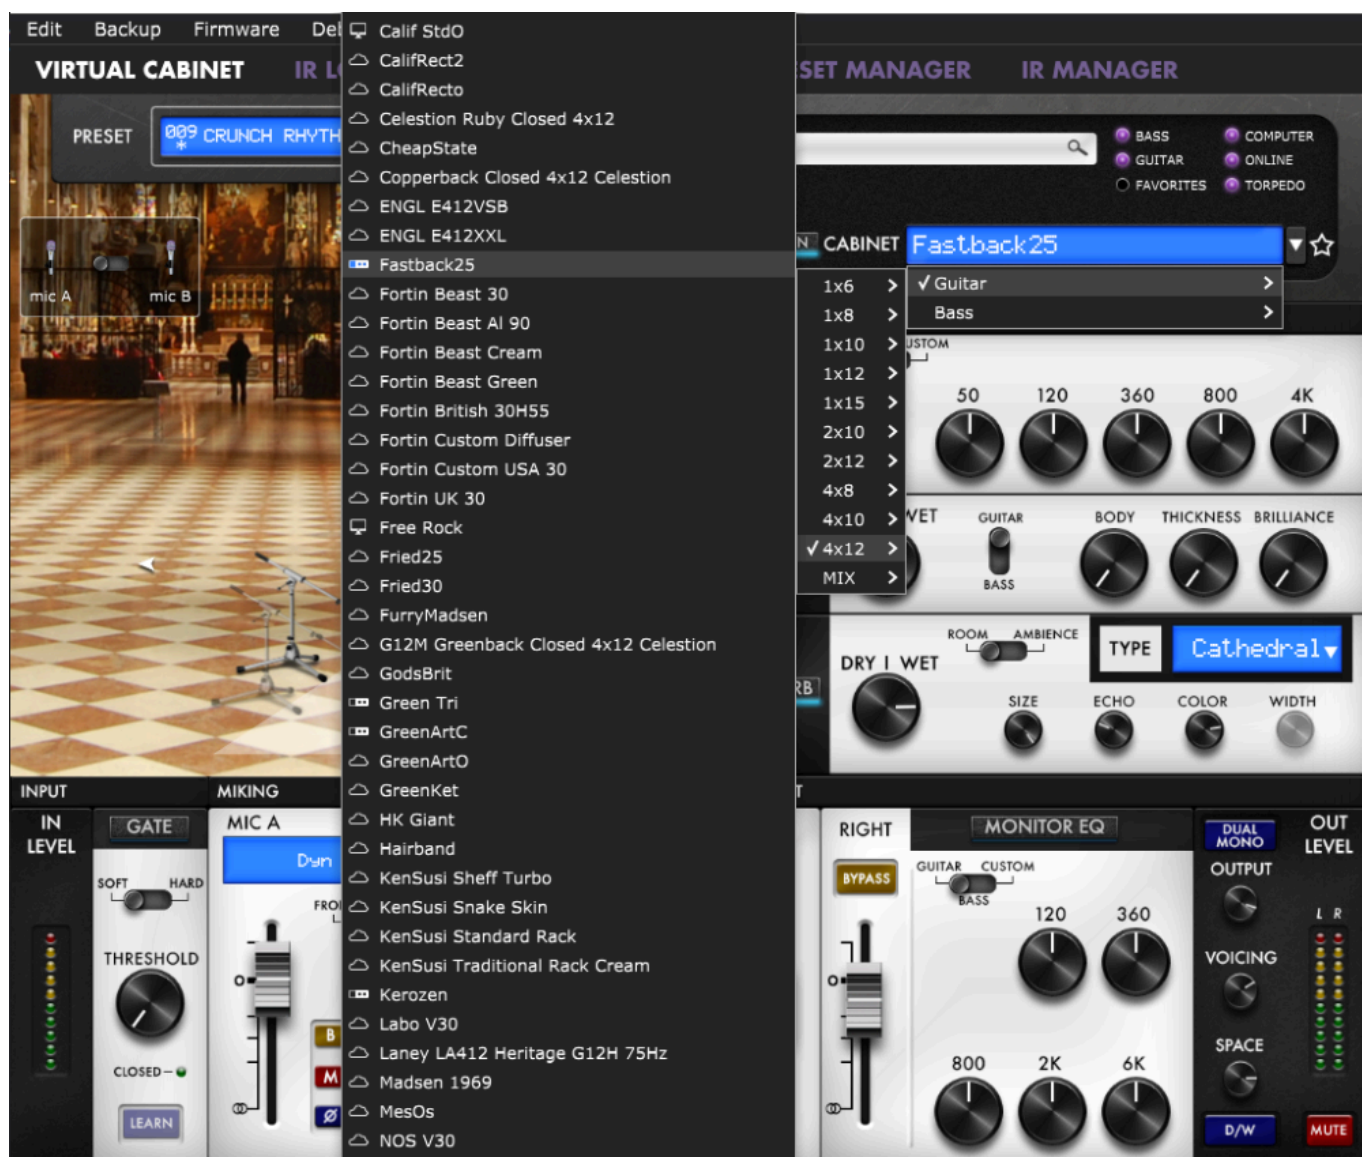 Edit Backup Firmware
VIRTUAL CABINET
SET MANAGER IR MANAGER
PRESET
009 CRUNCH RHYTH
*
mic A mic B
Calif StdO
CalifRect2
CalifRecto
Celestion Ruby Closed 4x12
CheapState
Copperback Closed 4x12 Celestion
ENGL E412VSB
ENGL E412XXL
Fastback25
Fortin Beast 30
Fortin Beast Al 90
Fortin Beast Cream
Fortin Beast Green
Fortin British 30H55
Fortin Custom Diffuser
Fortin Custom USA 30
Fortin UK 30
Free Rock
Fried25
Fried30
FurryMadsen
G12M Greenback Closed 4x12 Celestion
GodsBrit
Green Tri
GreenArtC
GreenArtO
GreenKet
HK Giant
Hairband
KenSusi Sheff Turbo
KenSusi Snake Skin
KenSusi Standard Rack
KenSusi Traditional Rack Cream
Kerozen
Labo V30
Laney LA412 Heritage G12H 75Hz
Madsen 1969
MesOs
NOS V30
BASS COMPUTER
GUITAR ONLINE
FAVORITES TORPEDO
CABINET Fastback25
Guitar
Bass
1x6
1x8
1x10
1x12
1x15
2x10
2x12
4x8
4x10
4x12
MIX
USTOM
50 120 360 800 4K
WET GUITAR BODY THICKNESS BRILLIANCE
BASS
ROOM AMBIENCE TYPE Cathedral
DRY | WET
RB
SIZE ECHO COLOR WIDTH
INPUT MIKING
IN LEVEL
GATE
SOFT HARD
THRESHOLD
CLOSED
LEARN
MIC A
Dyn
FRO
0
B
M
Ø
∞
RIGHT
BYPASS
0
∞
MONITOR EQ
GUITAR CUSTOM
BASS
120 360
800 2K 6K
DUAL MONO
OUT LEVEL
OUTPUT
L R
VOICING
SPACE
D/W MUTE